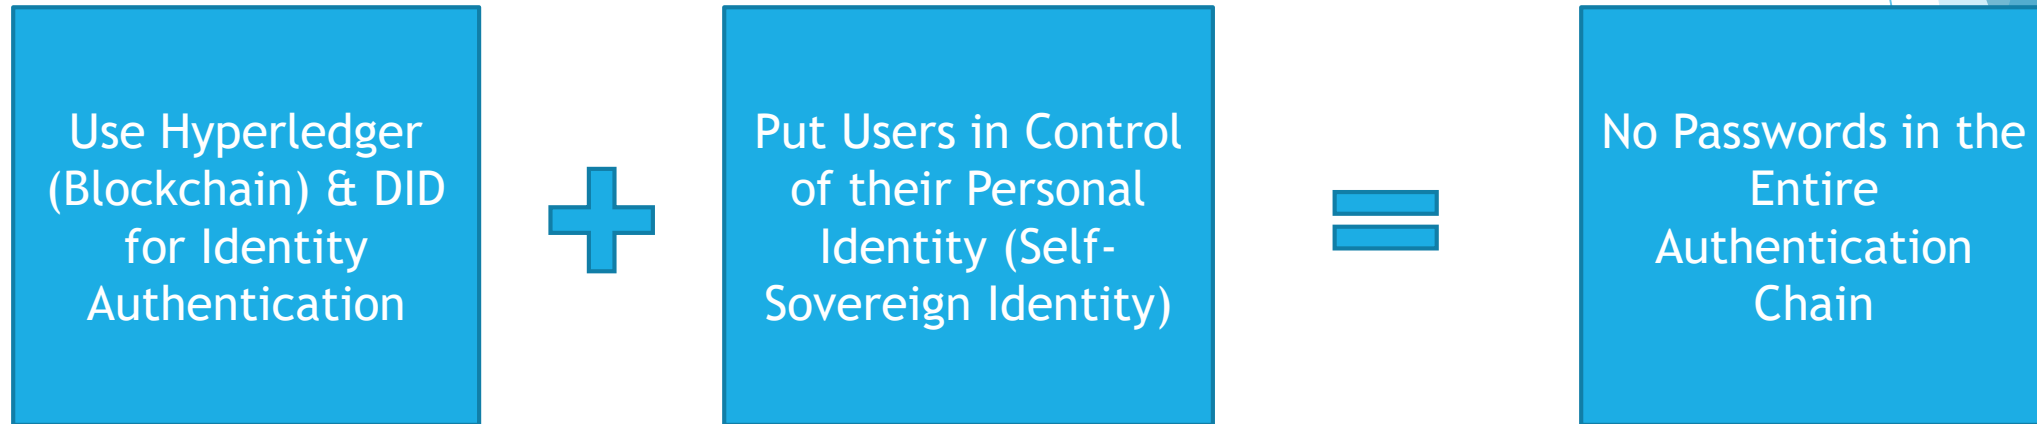 Use Hyperledger
(Blockchain) & DID
for Identity
Authentication
Put Users in Control
of their Personal
Identity (Self-
Sovereign Identity)
No Passwords in the
Entire
Authentication
Chain